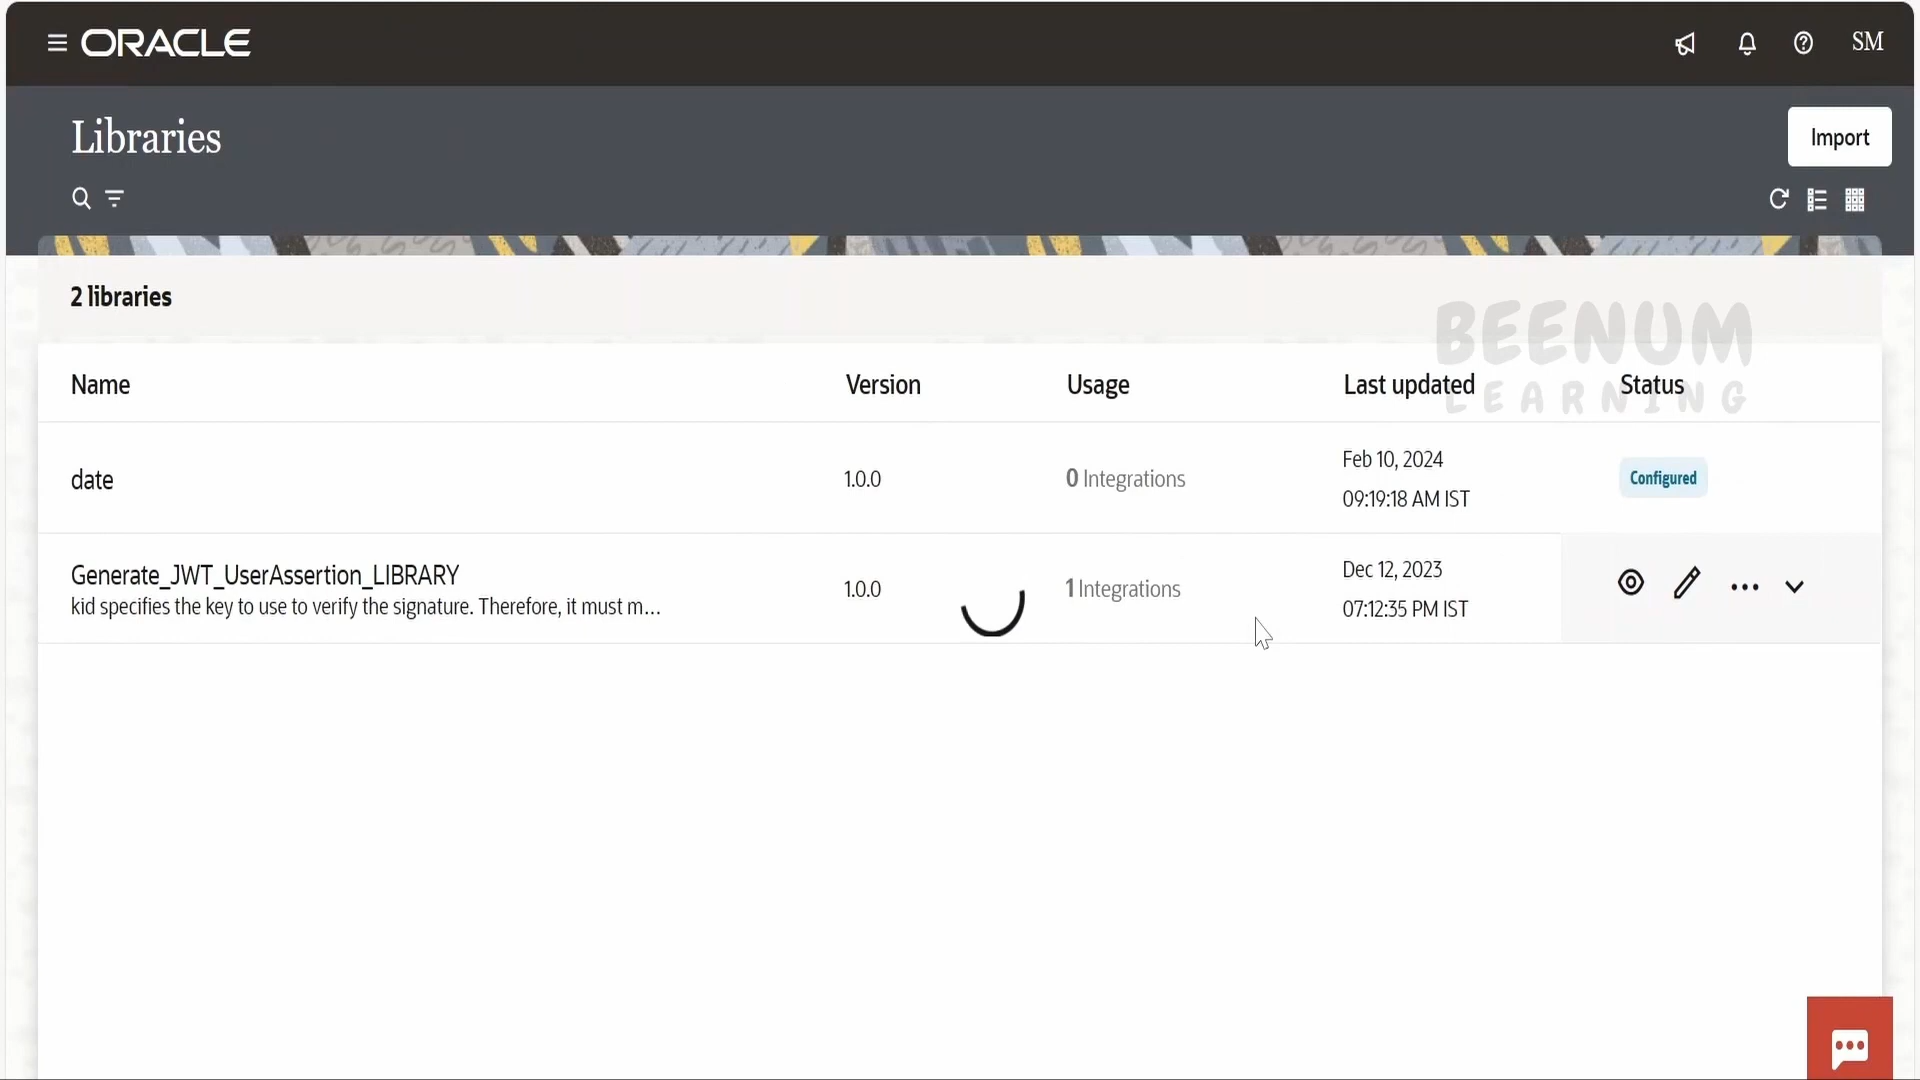 ORACLE
SM
Libraries
Import
2 libraries
BEENUM
LEARNING
Name Version Usage Last updated Status
date 1.0.0 0 Integrations Feb 10, 2024
09:19:18 AM IST
Configured
Generate_JWT_UserAssertion_LIBRARY
kid specifies the key to use to verify the signature. Therefore, it must m...
1.0.0 1 Integrations Dec 12, 2023
07:12:35 PM IST